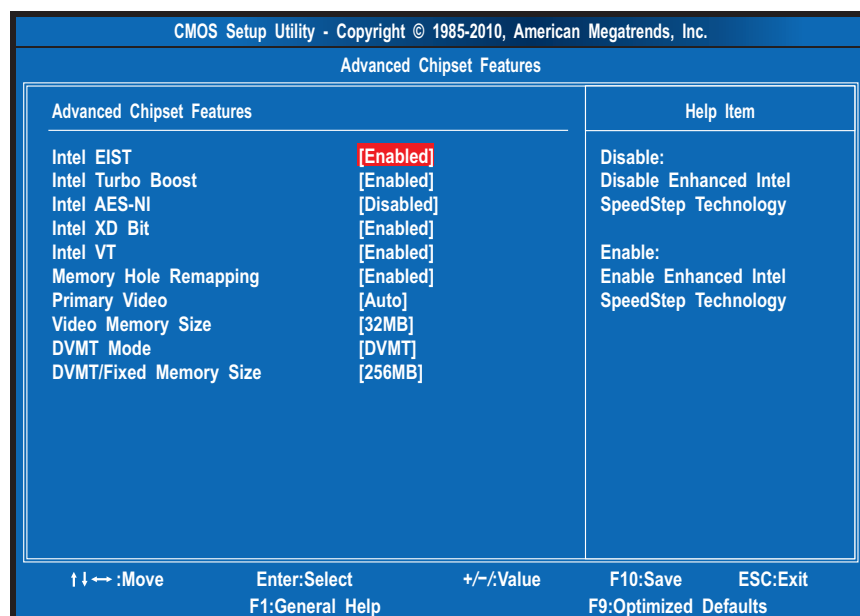 CMOS Setup Utility - Copyright © 1985-2010, American Megatrends, Inc.
Advanced Chipset Features
Advanced Chipset Features
Help Item
Intel EIST [Enabled]
Intel Turbo Boost [Enabled]
Intel AES-NI [Disabled]
Intel XD Bit [Enabled]
Intel VT [Enabled]
Memory Hole Remapping [Enabled]
Primary Video [Auto]
Video Memory Size [32MB]
DVMT Mode [DVMT]
DVMT/Fixed Memory Size [256MB]
Disable:
Disable Enhanced Intel
SpeedStep Technology
Enable:
Enable Enhanced Intel
SpeedStep Technology
↑↓↔ :Move Enter:Select +/−/:Value F10:Save ESC:Exit
F1:General Help F9:Optimized Defaults